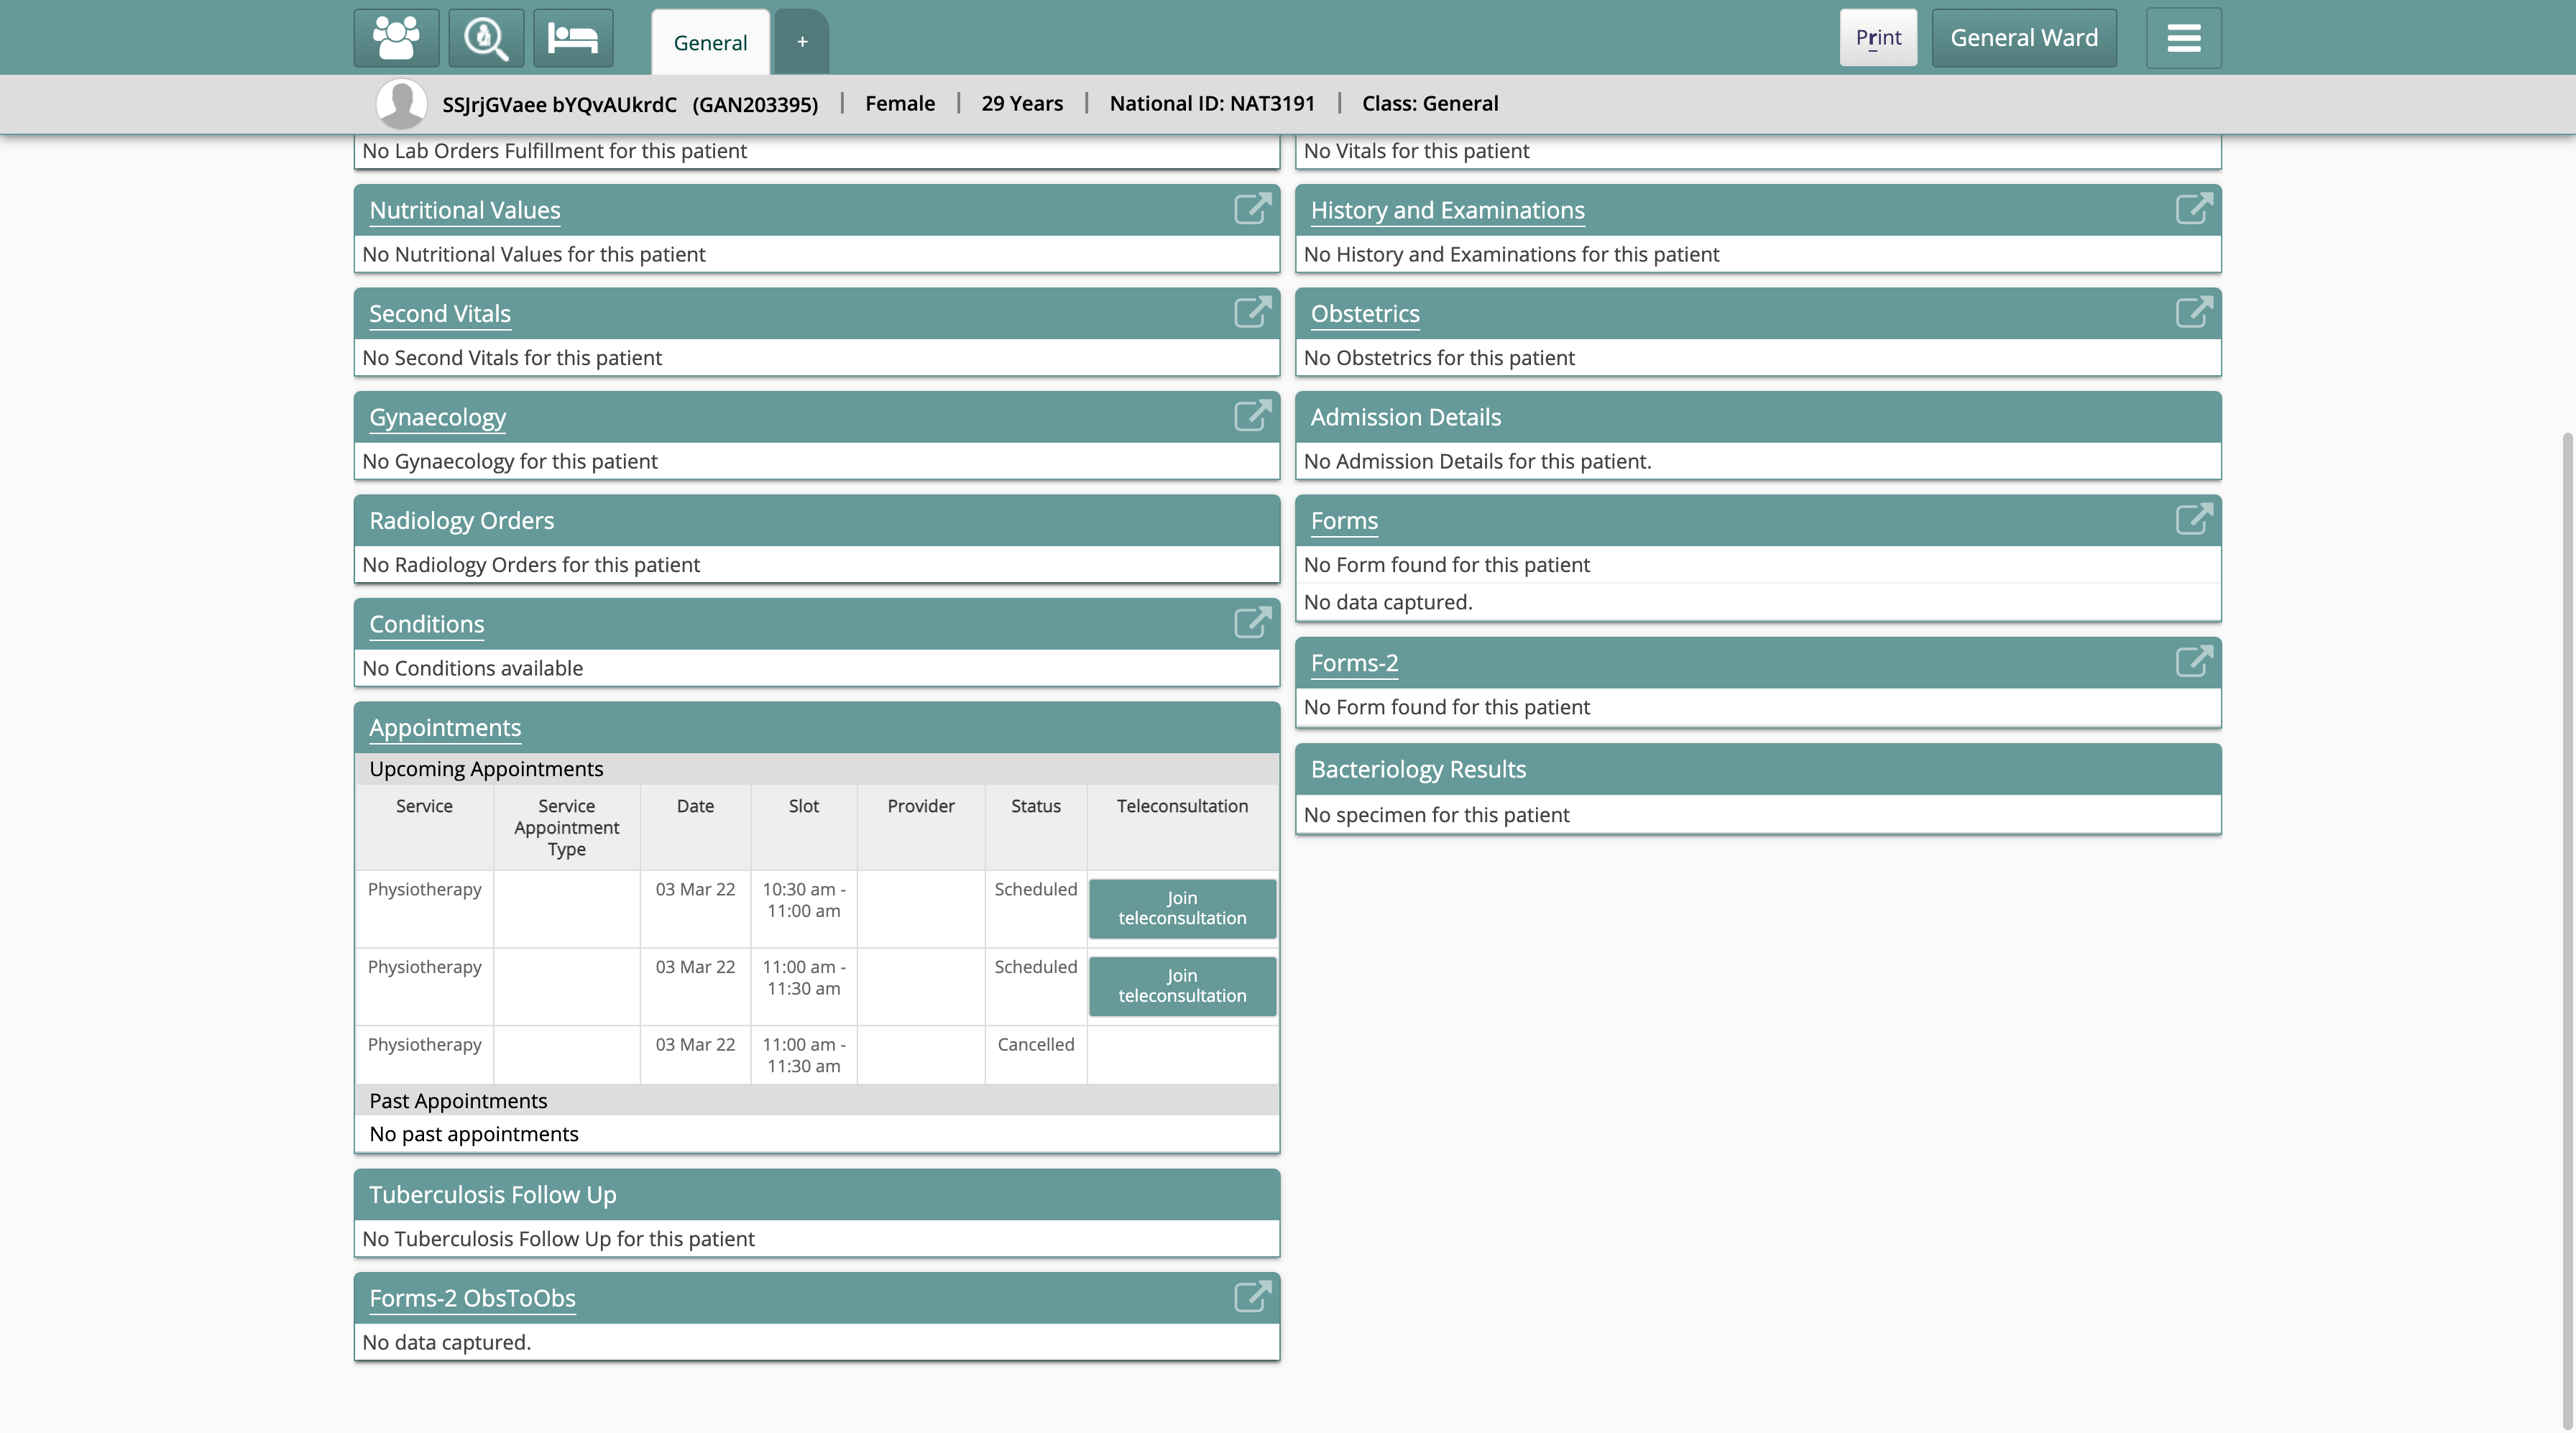 General
+
Print
General Ward
SSJrjGVaee bYQvAUkrdC (GAN203395) | Female | 29 Years | National ID: NAT3191 | Class: General
No Lab Orders Fulfillment for this patient
Nutritional Values
No Nutritional Values for this patient
Second Vitals
No Second Vitals for this patient
Gynaecology
No Gynaecology for this patient
Radiology Orders
No Radiology Orders for this patient
Conditions
No Conditions available
Appointments
Upcoming Appointments
Service
Service
Appointment
Type
Date
Slot
Provider
Status
Teleconsultation
Physiotherapy
03 Mar 22
10:30 am -
11:00 am
Scheduled
Join
teleconsultation
Physiotherapy
03 Mar 22
11:00 am -
11:30 am
Scheduled
Join
teleconsultation
Physiotherapy
03 Mar 22
11:00 am -
11:30 am
Cancelled
Past Appointments
No past appointments
Tuberculosis Follow Up
No Tuberculosis Follow Up for this patient
Forms-2 ObsToObs
No data captured.
No Vitals for this patient
History and Examinations
No History and Examinations for this patient
Obstetrics
No Obstetrics for this patient
Admission Details
No Admission Details for this patient.
Forms
No Form found for this patient
No data captured.
Forms-2
No Form found for this patient
Bacteriology Results
No specimen for this patient